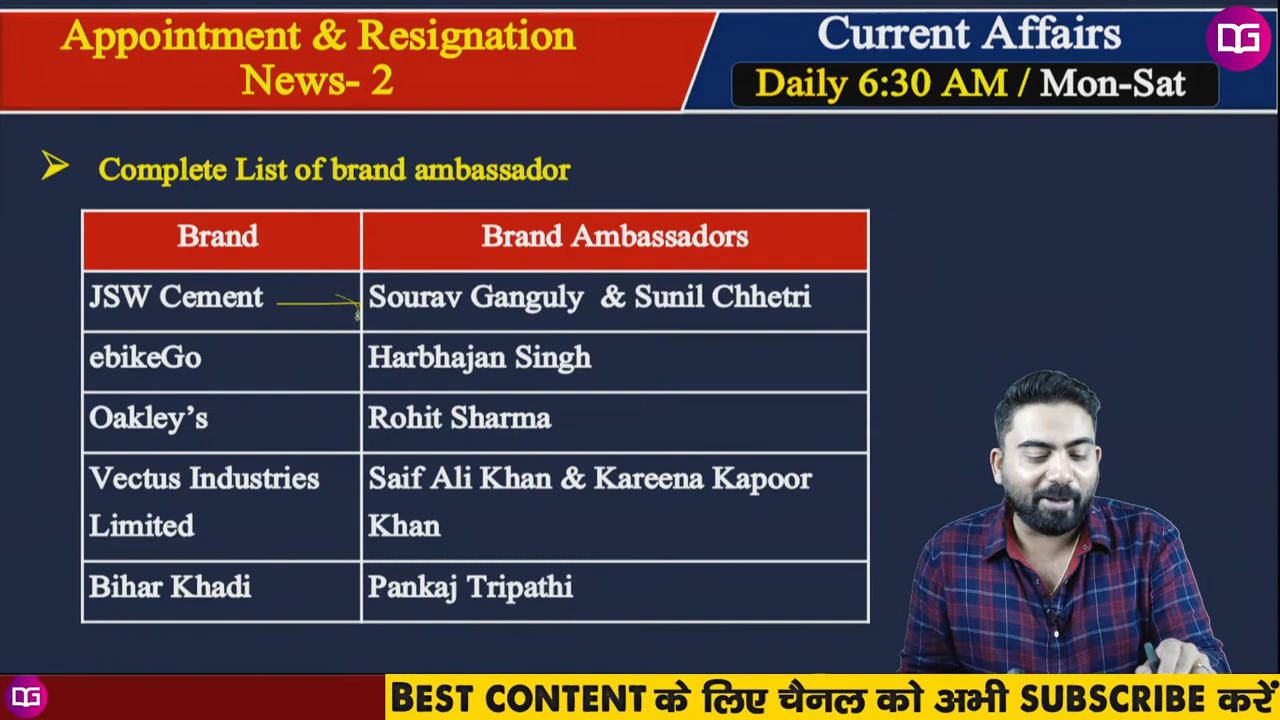 Appointment & Resignation
News- 2
Current Affairs
Daily 6:30 AM / Mon-Sat
DG
Complete List of brand ambassador
Brand
Brand Ambassadors
JSW Cement
Sourav Ganguly & Sunil Chhetri
ebikeGo
Harbhajan Singh
Oakley’s
Rohit Sharma
Vectus Industries
Limited
Saif Ali Khan & Kareena Kapoor
Khan
Bihar Khadi
Pankaj Tripathi
DG
BEST CONTENT के लिए चैनल को अभी SUBSCRIBE करें